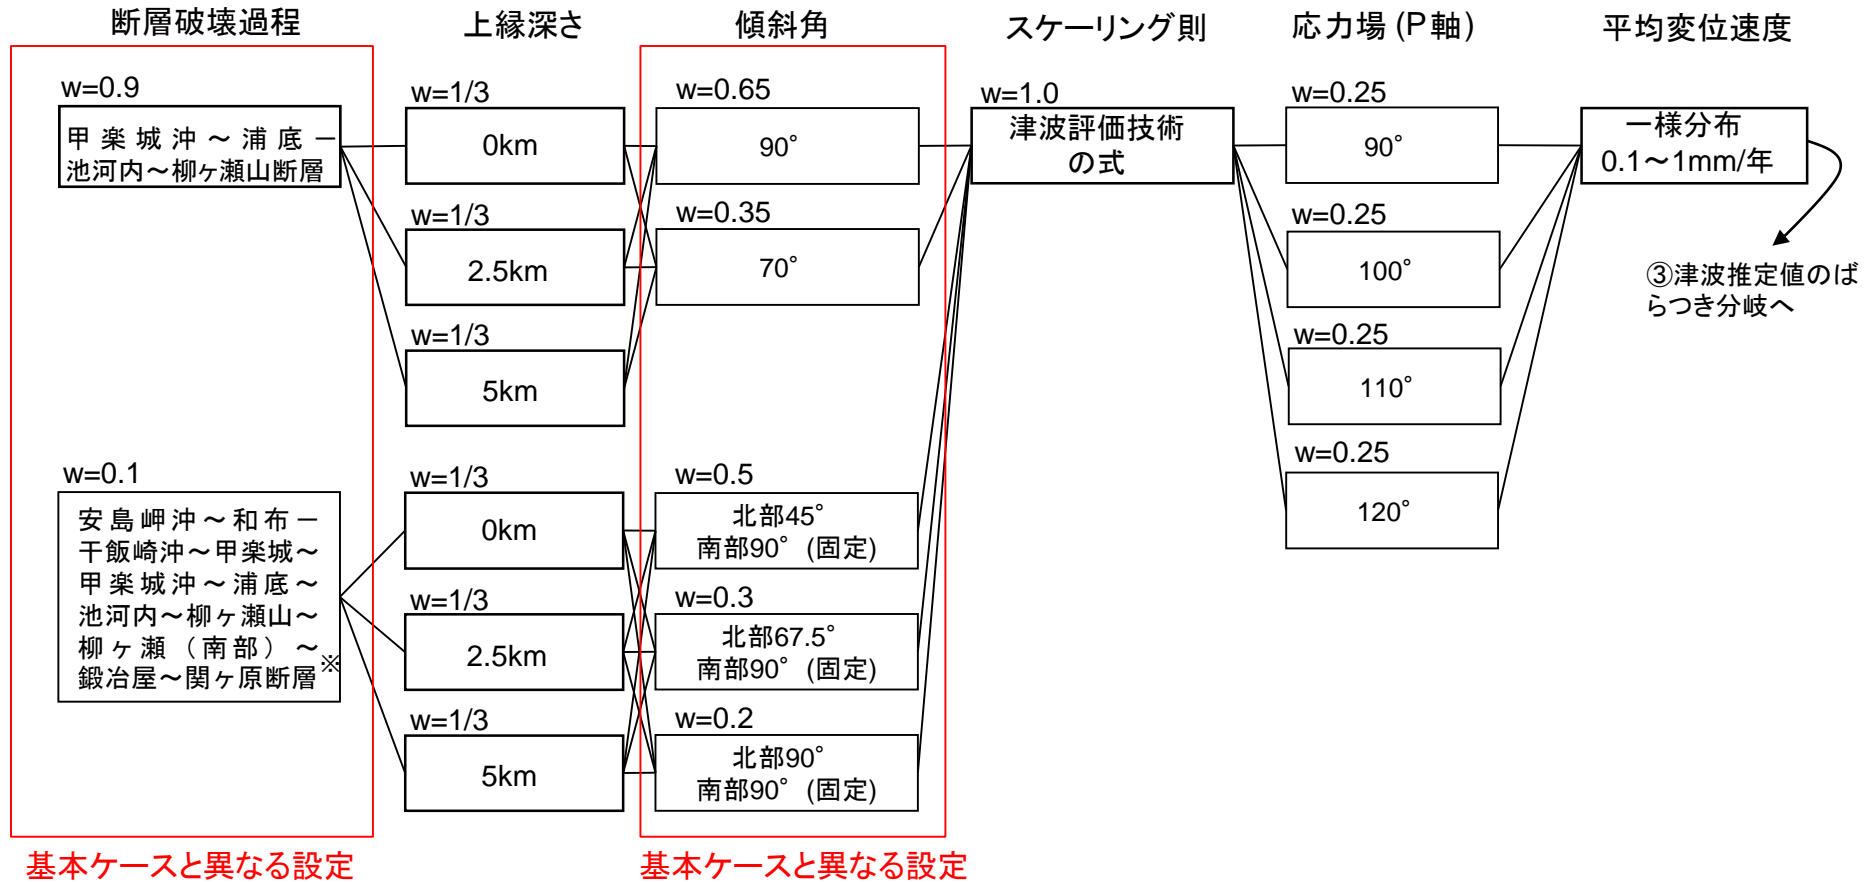 断層破壊過程
上縁深さ
傾斜角
スケーリング則
応力場(P軸)
平均変位速度
w=0.9
甲楽城沖～浦底－
池河内～柳ヶ瀬山断層
w=1/3
0km
w=1/3
2.5km
w=1/3
5km
w=0.65
90°
w=0.35
70°
w=1.0
津波評価技術
の式
w=0.25
90°
w=0.25
100°
w=0.25
110°
w=0.25
120°
一様分布
0.1～1mm/年
③津波推定値のば
らつき分岐へ
w=0.1
安島岬沖～和布－
干飯崎沖～甲楽城～
甲楽城沖～浦底～
池河内～柳ヶ瀬山～
柳ヶ瀬（南部）～
鍛冶屋～関ヶ原断層※
w=1/3
0km
w=1/3
2.5km
w=1/3
5km
w=0.5
北部45°
南部90°(固定)
w=0.3
北部67.5°
南部90°(固定)
w=0.2
北部90°
南部90°(固定)
基本ケースと異なる設定
基本ケースと異なる設定